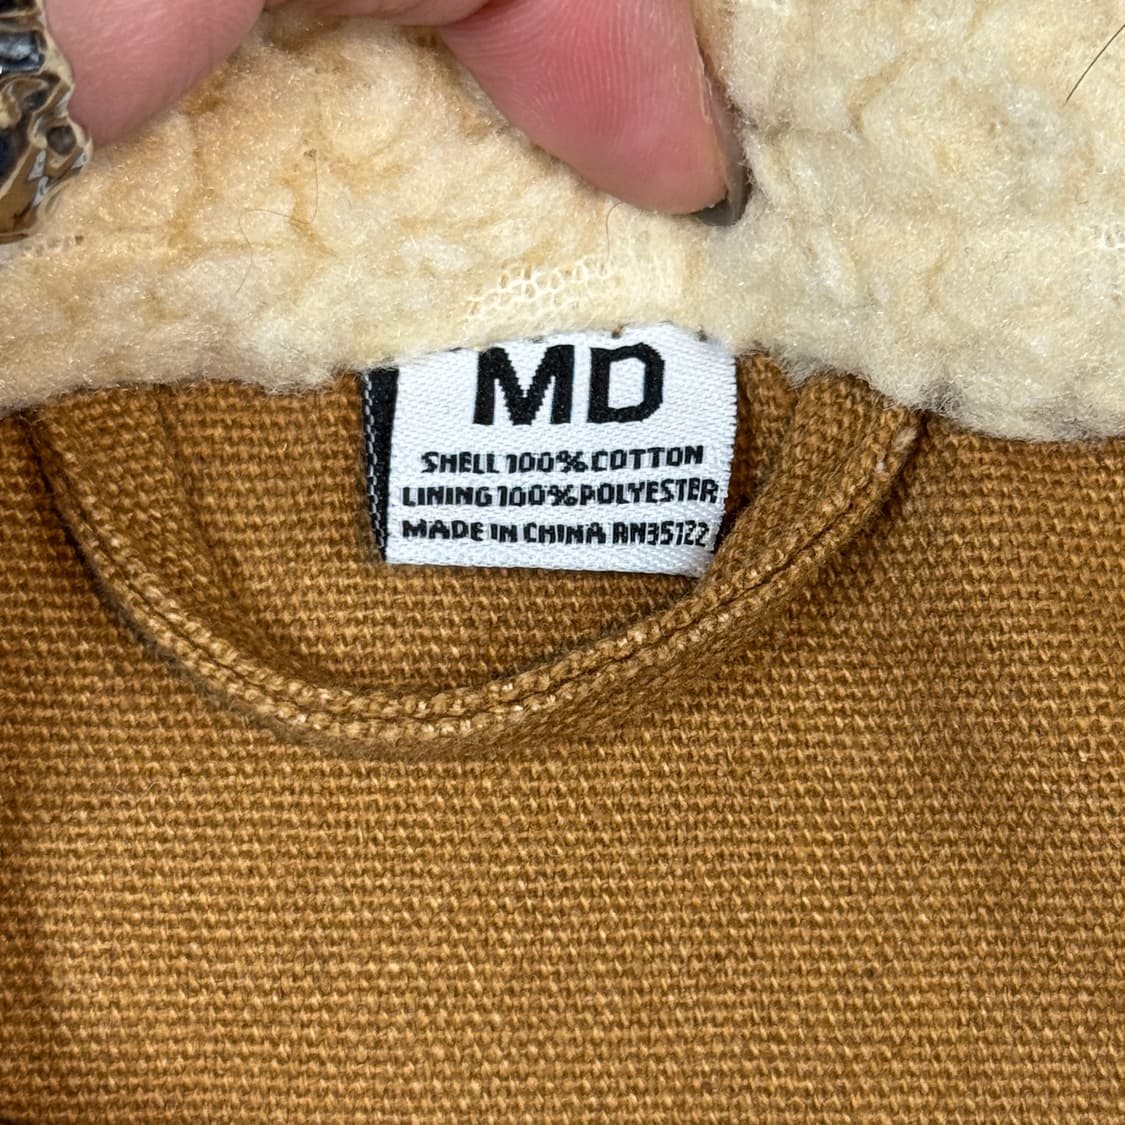 MD
SHELL 100% COTTON
LINING 100% POLYESTER
MADE IN CHINA RN35122